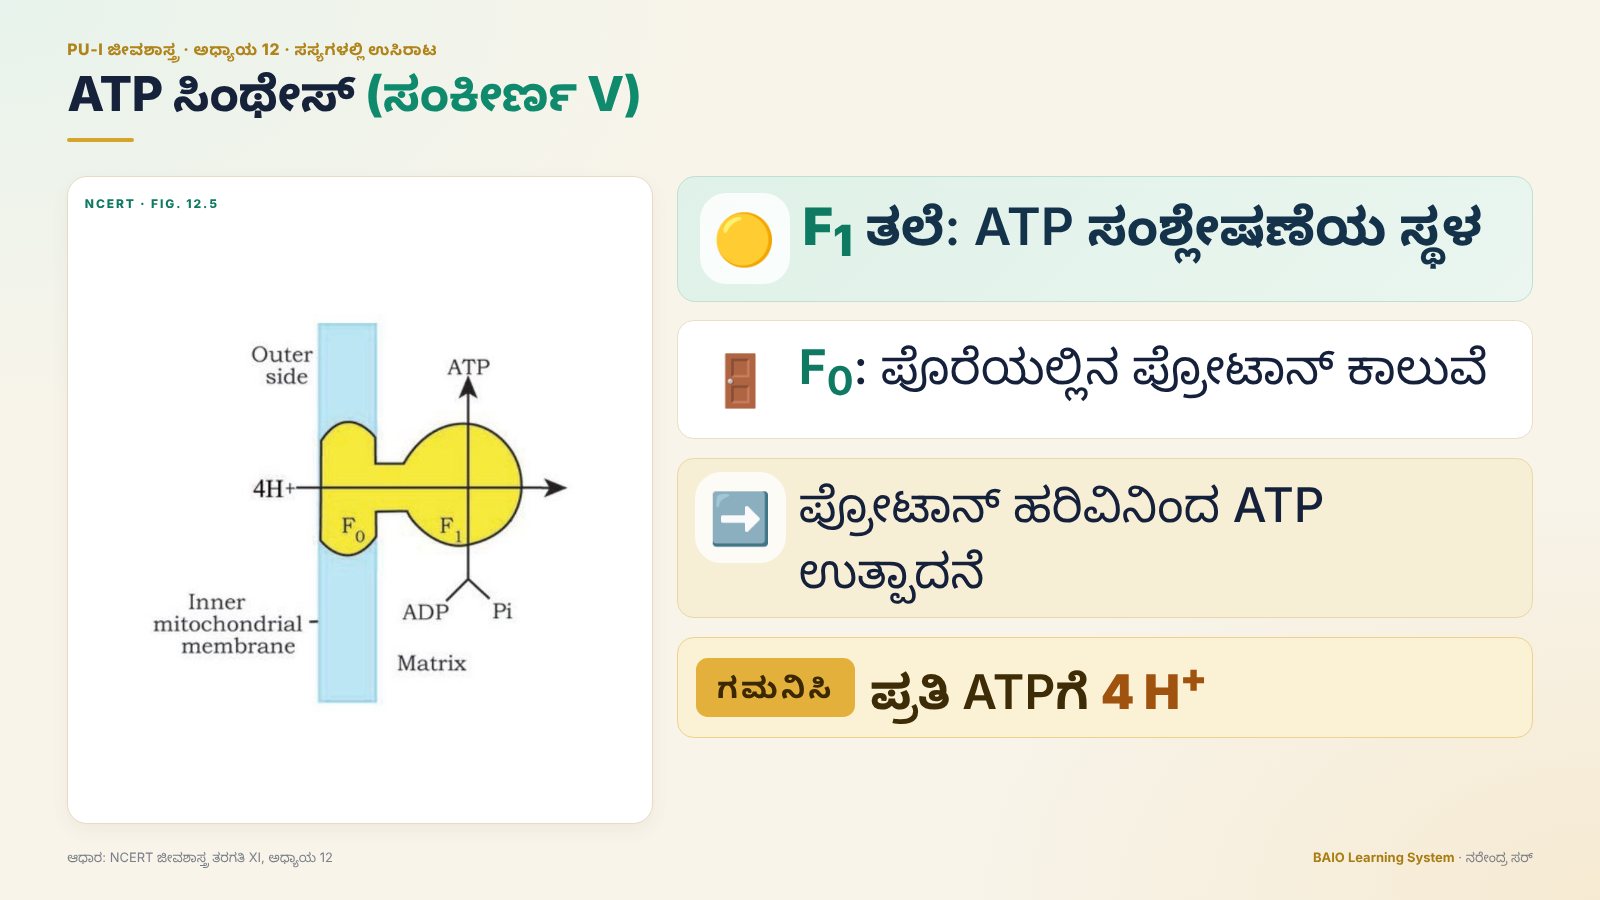 PU-I ಜೀವಶಾಸ್ತ್ರ · ಅಧ್ಯಾಯ 12 · ಸಸ್ಯಗಳಲ್ಲಿ ಉಸಿರಾಟ
ATP ಸಿಂಥೇಸ್ (ಸಂಕೀರ್ಣ V)
NCERT · FIG. 12.5
Outer
side
ATP
4H+
F0
F1
ADP
Pi
Inner
mitochondrial
membrane
Matrix
F1 ತಲೆ: ATP ಸಂಶ್ಲೇಷಣೆಯ ಸ್ಥಳ
F0: ಪೊರೆಯಲ್ಲಿನ ಪ್ರೋಟಾನ್ ಕಾಲುವೆ
ಪ್ರೋಟಾನ್ ಹರಿವಿನಿಂದ ATP
ಉತ್ಪಾದನೆ
ಗಮನಿಸಿ ಪ್ರತಿ ATPಗೆ 4 H⁺
ಆಧಾರ: NCERT ಜೀವಶಾಸ್ತ್ರ ತರಗತಿ XI, ಅಧ್ಯಾಯ 12
BAIO Learning System · ನರೇಂದ್ರ ಸರ್